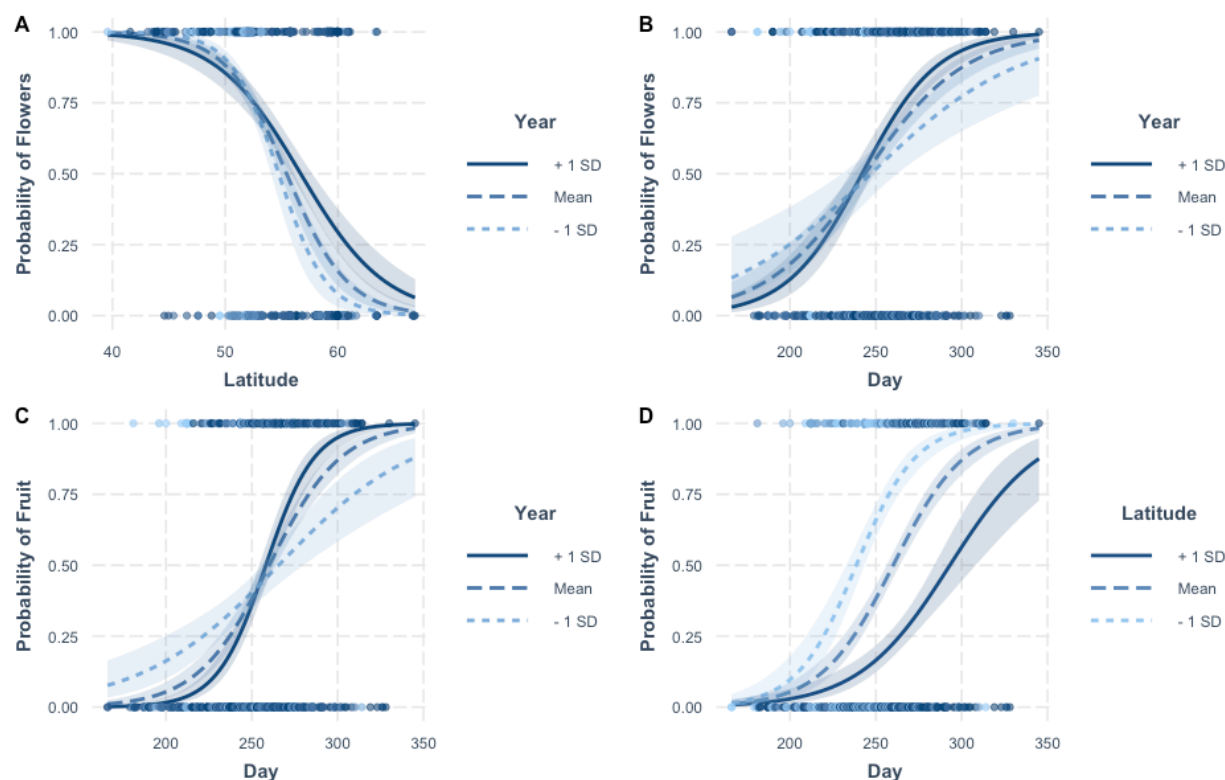 A
Probability of Flowers
1.00
0.75
0.50
0.25
0.00
40 50 60
Latitude
Year
+ 1 SD
Mean
- 1 SD
B
Probability of Flowers
1.00
0.75
0.50
0.25
0.00
200 250 300 350
Day
Year
+ 1 SD
Mean
- 1 SD
C
Probability of Fruit
1.00
0.75
0.50
0.25
0.00
200 250 300 350
Day
Year
+ 1 SD
Mean
- 1 SD
D
Probability of Fruit
1.00
0.75
0.50
0.25
0.00
200 250 300 350
Day
Latitude
+ 1 SD
Mean
- 1 SD